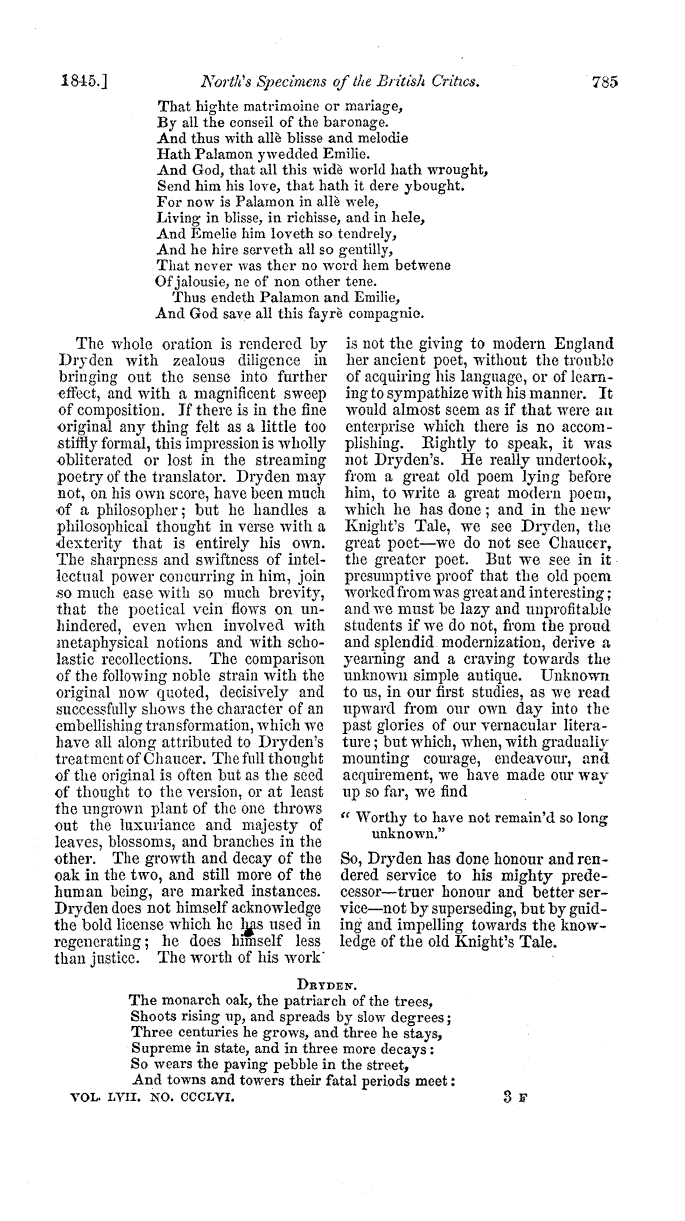 1845.] North's Specimens of the British Critics. 785
That highte matrimoine or mariage,
By all the conseil of the baronage.
And thus with allè blisse and melodie
Hath Palamon ywedded Emilie.
And God, that all this widè world hath wrought,
Send him his love, that hath it dere ybought.
For now is Palamon in allè wele,
Living in blisse, in richisse, and in hele,
And Emelie him loveth so tendrely,
And he hire serveth all so gentilly,
That never was ther no word hem betwene
Of jalousie, ne of non other tene.
Thus endeth Palamon and Emilie,
And God save all this fayrè compagnie.
The whole oration is rendered by
Dryden with zealous diligence in
bringing out the sense into further
effect, and with a magnificent sweep
of composition. If there is in the fine
original any thing felt as a little too
stiffly formal, this impression is wholly
obliterated or lost in the streaming
poetry of the translator. Dryden may
not, on his own score, have been much
of a philosopher; but he handles a
philosophical thought in verse with a
dexterity that is entirely his own.
The sharpness and swiftness of intel-
lectual power concurring in him, join
so much ease with so much brevity,
that the poetical vein flows on un-
hindered, even when involved with
metaphysical notions and with scho-
lastic recollections. The comparison
of the following noble strain with the
original now quoted, decisively and
successfully shows the character of an
embellishing transformation, which we
have all along attributed to Dryden's
treatment of Chaucer. The full thought
of the original is often but as the seed
of thought to the version, or at least
the ungrown plant of the one throws
out the luxuriance and majesty of
leaves, blossoms, and branches in the
other. The growth and decay of the
oak in the two, and still more of the
human being, are marked instances.
Dryden does not himself acknowledge
the bold license which he has used in
regenerating; he does himself less
than justice. The worth of his work
is not the giving to modern England
her ancient poet, without the trouble
of acquiring his language, or of learn-
ing to sympathize with his manner. It
would almost seem as if that were an
enterprise which there is no accom-
plishing. Rightly to speak, it was
not Dryden's. He really undertook,
from a great old poem lying before
him, to write a great modern poem,
which he has done; and in the new
Knight's Tale, we see Dryden, the
great poet—we do not see Chaucer,
the greater poet. But we see in it
presumptive proof that the old poem
worked from was great and interesting;
and we must be lazy and unprofitable
students if we do not, from the proud
and splendid modernization, derive a
yearning and a craving towards the
unknown simple antique. Unknown
to us, in our first studies, as we read
upward from our own day into the
past glories of our vernacular litera-
ture; but which, when, with gradually
mounting courage, endeavour, and
acquirement, we have made our way
up so far, we find
“ Worthy to have not remain'd so long
unknown.”
So, Dryden has done honour and ren-
dered service to his mighty prede-
cessor—truer honour and better ser-
vice—not by superseding, but by guid-
ing and impelling towards the know-
ledge of the old Knight's Tale.
DRYDEN.
The monarch oak, the patriarch of the trees,
Shoots rising up, and spreads by slow degrees;
Three centuries he grows, and three he stays,
Supreme in state, and in three more decays:
So wears the paving pebble in the street,
And towns and towers their fatal periods meet:
VOL. LVII. NO. CCCLVI. 3 F